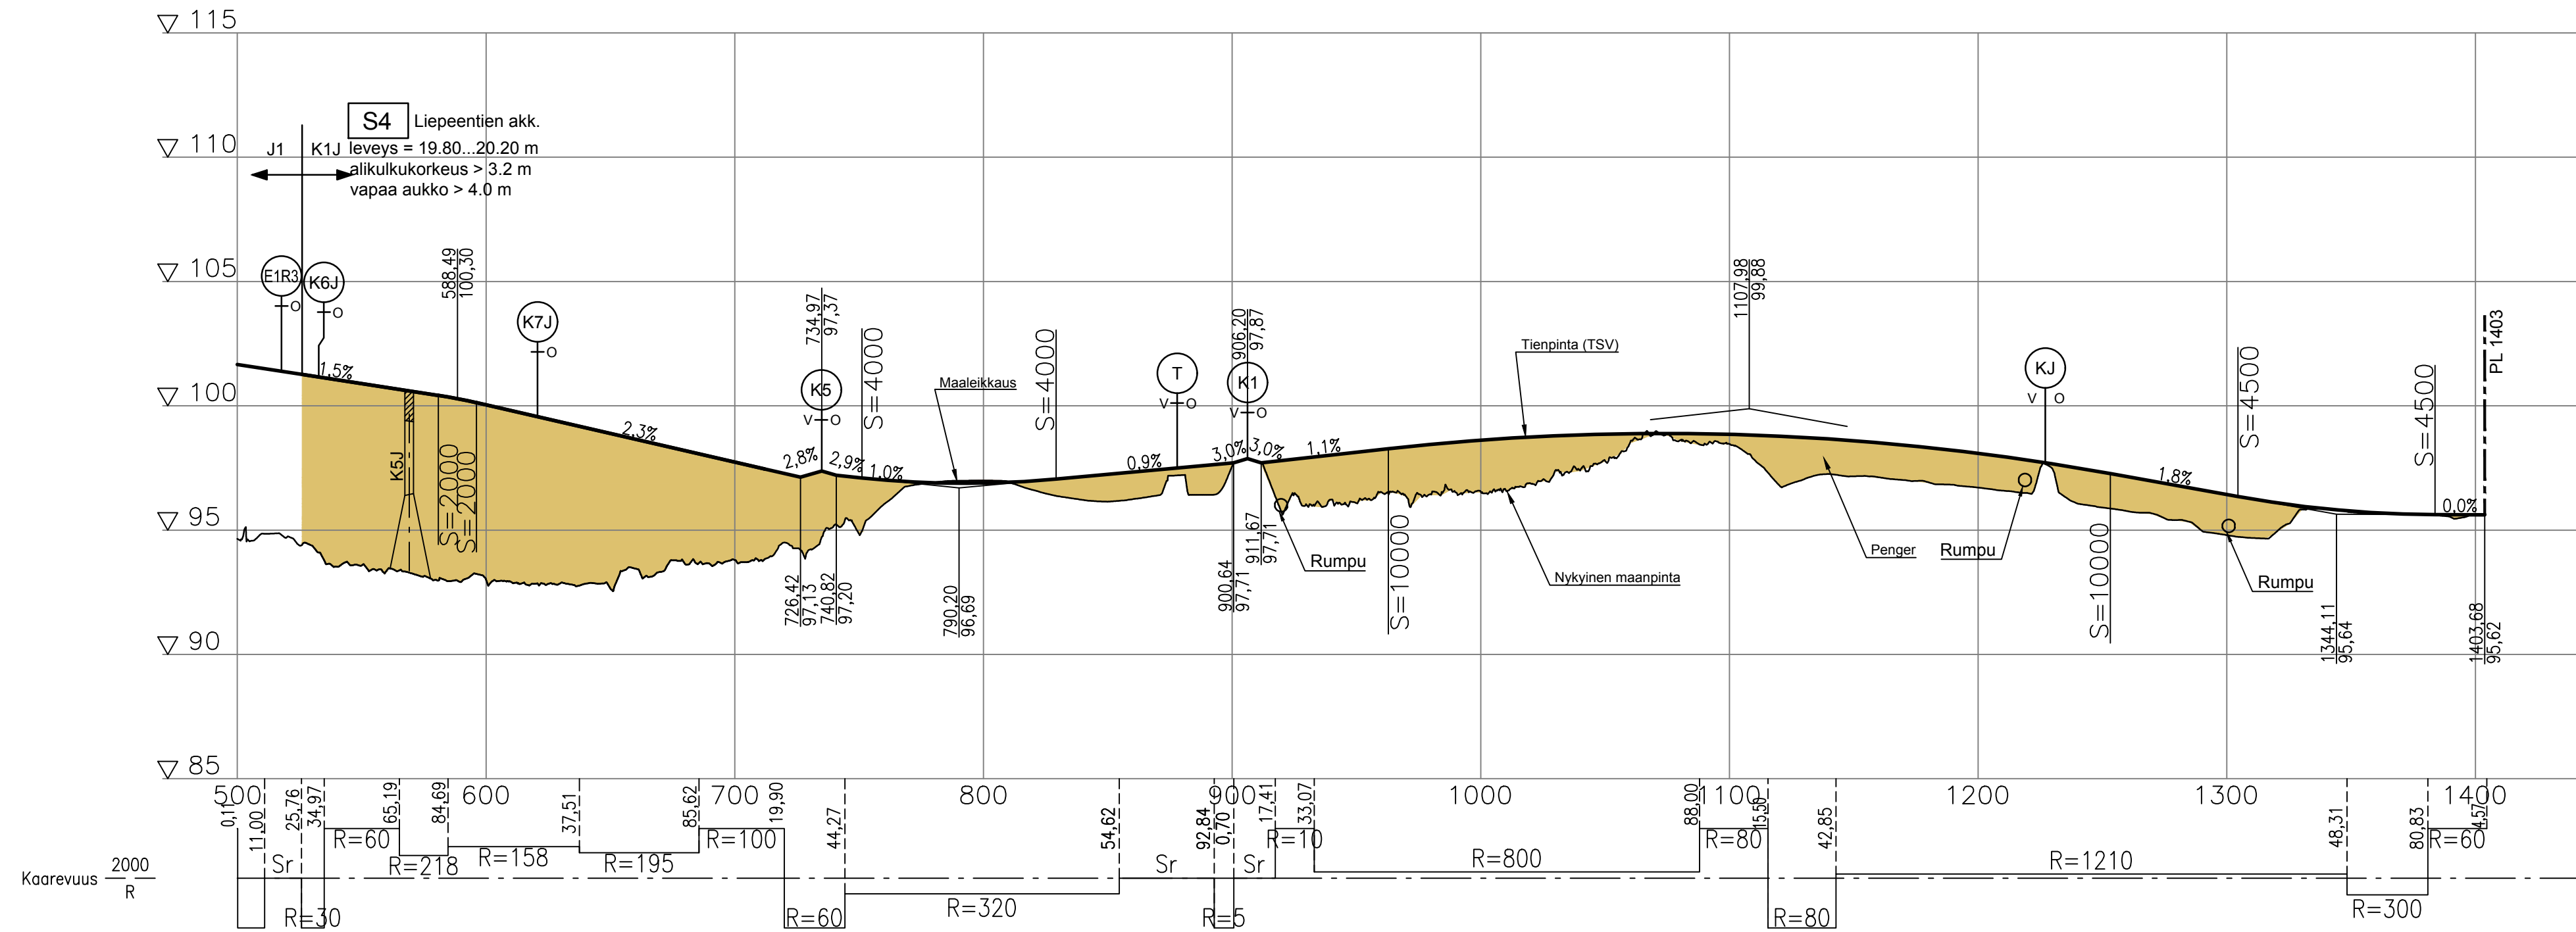 115
110
105
100
95
90
85
S4
Liepeentien akk.
leveys = 19.80...20.20 m
alikulkukorkeus > 3.2 m
vapaa aukko > 4.0 m
J1
K1J
E1R3
O
K6J
O
1,5%
K5J
588,49
100,30
S=2000
S=2000
K7J
O
2,3%
2,8%
734,97
97,37
K5
V O
2,9%
1,0%
S=4000
726,42
97,13
740,82
97,20
Maaleikkaus
790,20
96,69
S=4000
0,9%
T
V O
906,20
97,87
K1
V O
3,0%
3,0%
900,64
97,71
911,67
97,71
1,1%
Rumpu
S=10000
Tienpinta (TSV)
Nykyinen maanpinta
1107,98
99,88
Penger
Rumpu
KJ
V O
S=10000
1,8%
S=4500
Rumpu
1344,11
95,64
S=4500
0,0%
PL 1403
1403,68
95,62
500
600
700
800
900
1000
1100
1200
1300
1400
0,11
11,00
25,76
34,97
65,19
84,69
37,51
85,62
19,90
44,27
54,62
92,84
0,70
17,41
33,07
88,00
15,50
42,85
48,31
80,83
4,57
Kaarevuus 2000
R
Sr
R=30
R=60
R=218
R=158
R=195
R=100
R=60
R=320
Sr
R=5
Sr
R=10
R=800
R=80
R=80
R=1210
R=300
R=60